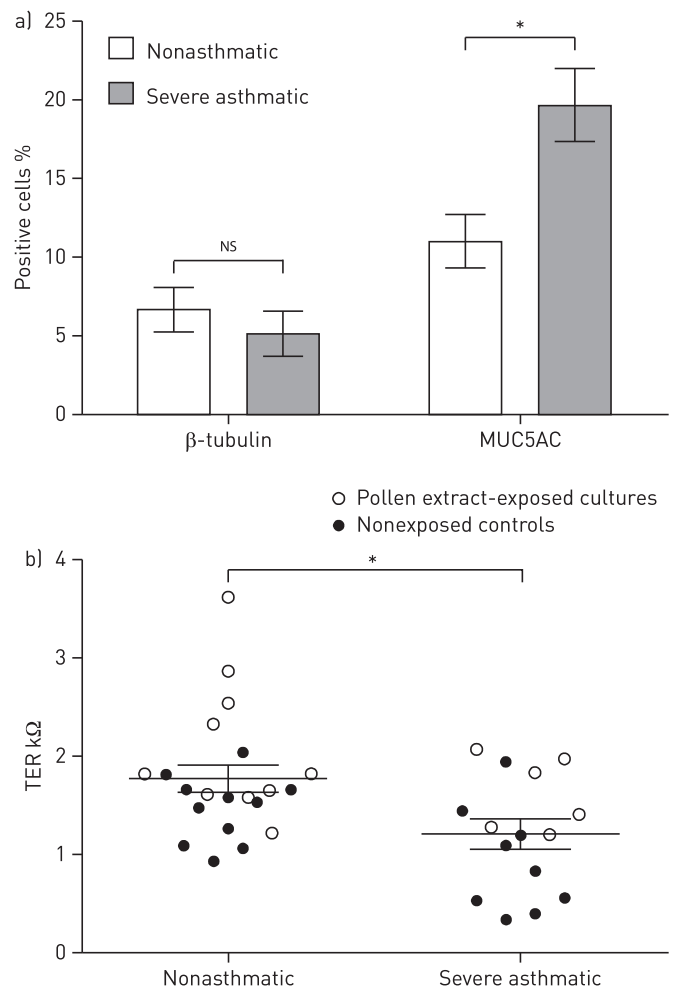 a)
25
20
15
10
5
0
Positive cells %
Nonasthmatic
Severe asthmatic
NS
*
β-tubulin
MUC5AC
Pollen extract-exposed cultures
Nonexposed controls
b)
4
3
2
1
0
TER kΩ
*
Nonasthmatic
Severe asthmatic